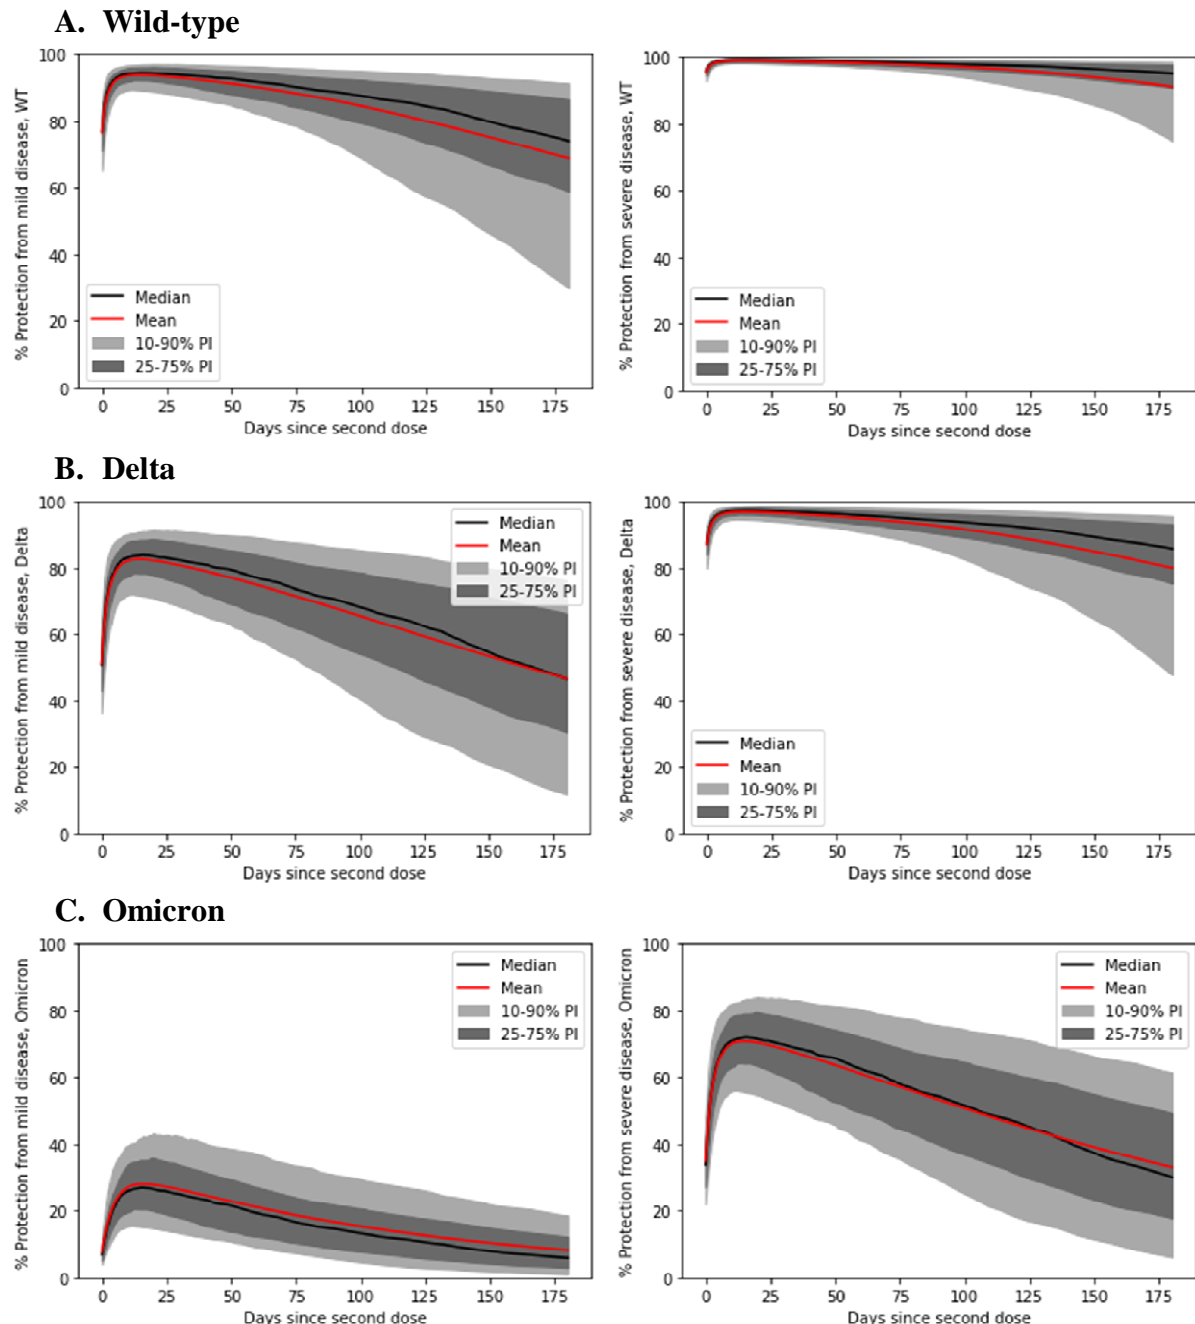 A. Wild-type
% Protection from mild disease, WT
100
80
60
40
20
0
Median
Mean
10-90% PI
25-75% PI
0 25 50 75 100 125 150 175
Days since second dose
% Protection from severe disease, WT
100
80
60
40
20
0
Median
Mean
10-90% PI
25-75% PI
0 25 50 75 100 125 150 175
Days since second dose
B. Delta
% Protection from mild disease, Delta
100
80
60
40
20
0
Median
Mean
10-90% PI
25-75% PI
0 25 50 75 100 125 150 175
Days since second dose
% Protection from severe disease, Delta
100
80
60
40
20
0
Median
Mean
10-90% PI
25-75% PI
0 25 50 75 100 125 150 175
Days since second dose
C. Omicron
% Protection from mild disease, Omicron
100
80
60
40
20
0
Median
Mean
10-90% PI
25-75% PI
0 25 50 75 100 125 150 175
Days since second dose
% Protection from severe disease, Omicron
100
80
60
40
20
0
Median
Mean
10-90% PI
25-75% PI
0 25 50 75 100 125 150 175
Days since second dose